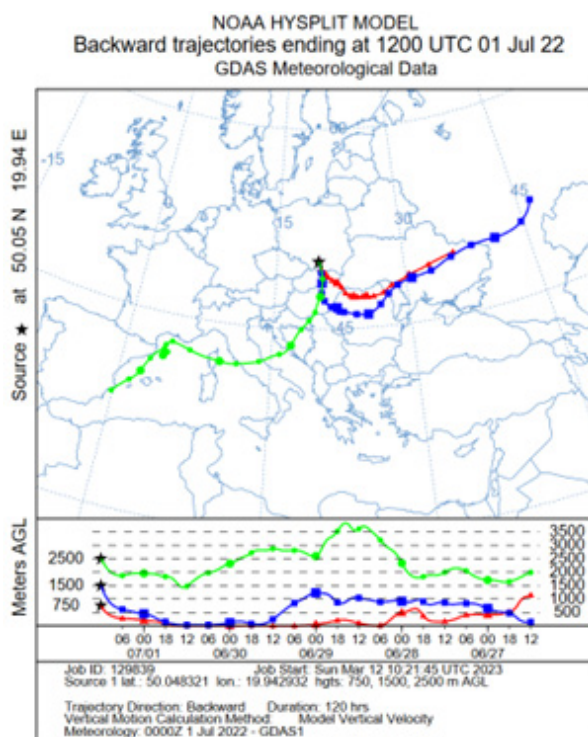 NOAA HYSPLIT MODEL
Backward trajectories ending at 1200 UTC 01 Jul 22
GDAS Meteorological Data
Source ★ at 50.05 N 19.94 E
-15
0
0
15
30
45
60
45
Meters AGL
2500
1500
750
3500
3000
2500
2000
1500
1000
500
06 00 18 12 06 00 18 12 06 00 18 12 06 00 18 12 06 00 18 12
07/01 06/30 06/29 06/28 06/27
Job ID: 129839 Job Start: Sun Mar 12 10:21:45 UTC 2023
Source 1 lat.: 50.048321 lon.: 19.942932 hgts: 750, 1500, 2500 m AGL
Trajectory Direction: Backward Duration: 120 hrs
Vertical Motion Calculation Method: Model Vertical Velocity
Meteorology: 0000Z 1 Jul 2022 - GDAS1